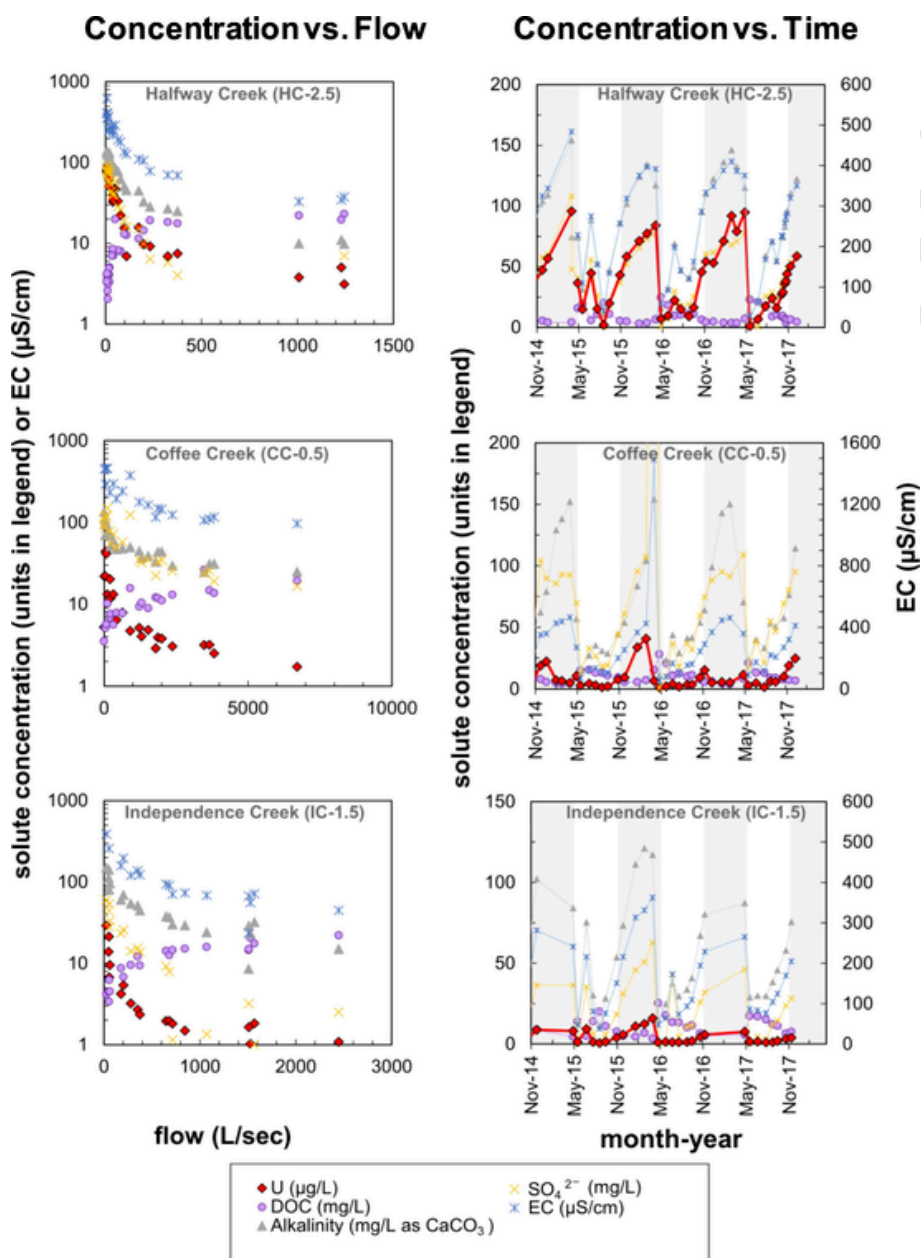 Concentration vs. Flow
Concentration vs. Time
solute concentration (units in legend) or EC (µS/cm)
1000
100
10
1
Halfway Creek (HC-2.5)
0
500
1000
1500
1000
100
10
1
Coffee Creek (CC-0.5)
0
5000
10000
1000
100
10
1
Independence Creek (IC-1.5)
0
1000
2000
3000
flow (L/sec)
solute concentration (units in legend)
200
150
100
50
0
Halfway Creek (HC-2.5)
600
500
400
300
200
100
0
Nov-14
May-15
Nov-15
May-16
Nov-16
May-17
Nov-17
200
150
100
50
0
Coffee Creek (CC-0.5)
1600
1200
800
400
0
EC (µS/cm)
Nov-14
May-15
Nov-15
May-16
Nov-16
May-17
Nov-17
150
100
50
0
Independence Creek (IC-1.5)
600
500
400
300
200
100
0
Nov-14
May-15
Nov-15
May-16
Nov-16
May-17
Nov-17
month-year
U (µg/L)
DOC (mg/L)
Alkalinity (mg/L as CaCO₃)
SO₄²⁻ (mg/L)
EC (µS/cm)